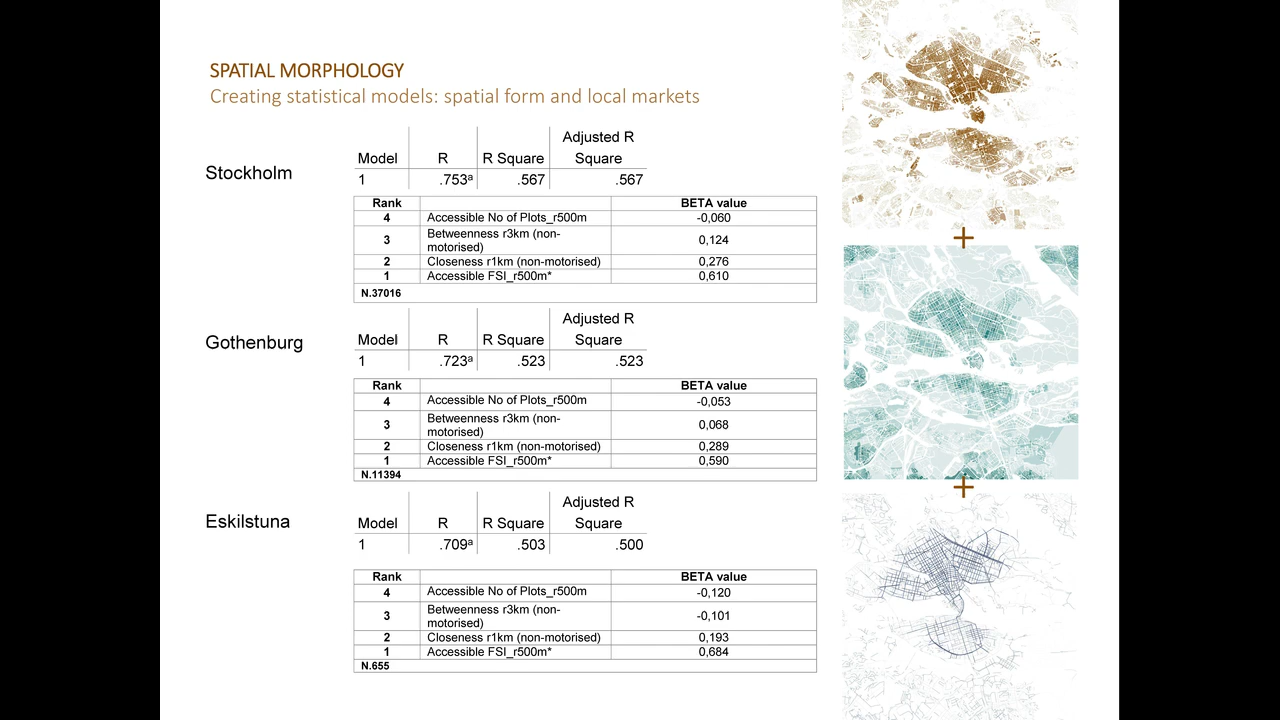 SPATIAL MORPHOLOGY
Creating statistical models: spatial form and local markets
Stockholm
Model R R Square Adjusted R Square
1 .753ª .567 .567
Rank BETA value
4 Accessible No of Plots_r500m -0,060
3 Betweenness r3km (non-motorised) 0,124
2 Closeness r1km (non-motorised) 0,276
1 Accessible FSI_r500m* 0,610
N.37016
Gothenburg
Model R R Square Adjusted R Square
1 .723ª .523 .523
Rank BETA value
4 Accessible No of Plots_r500m -0,053
3 Betweenness r3km (non-motorised) 0,068
2 Closeness r1km (non-motorised) 0,289
1 Accessible FSI_r500m* 0,590
N.11394
Eskilstuna
Model R R Square Adjusted R Square
1 .709ª .503 .500
Rank BETA value
4 Accessible No of Plots_r500m -0,120
3 Betweenness r3km (non-motorised) -0,101
2 Closeness r1km (non-motorised) 0,193
1 Accessible FSI_r500m* 0,684
N.655
+
+